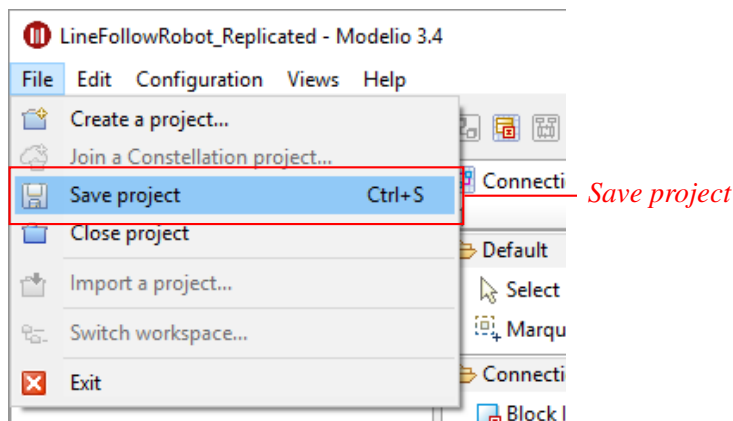 LineFollowRobot_Replicated - Modelio 3.4
File Edit Configuration Views Help
Create a project...
Join a Constellation project...
Save project Ctrl+S
Connecti
Save project
Close project
Default
Import a project...
Select
Switch workspace...
Marqu
Exit
Connecti
Block